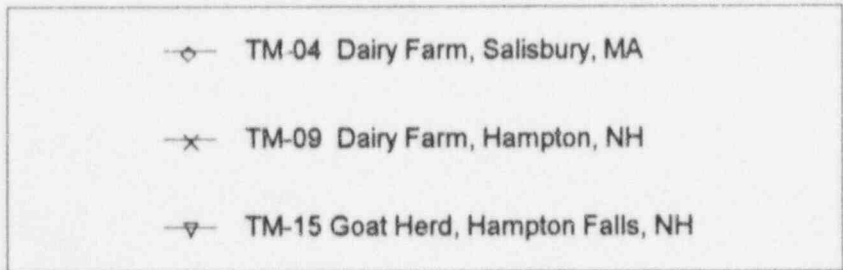 TM-04 Dairy Farm, Salisbury, MA
TM-09 Dairy Farm, Hampton, NH
TM-15 Goat Herd, Hampton Falls, NH